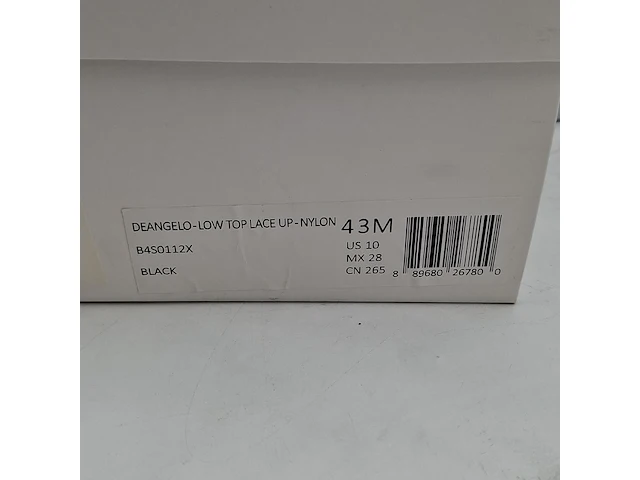 DEANGELO-LOW TOP LACE UP-NYLON 43M
B4S0112X US 10
MX 28
BLACK CN 265
8 89680 26780 0